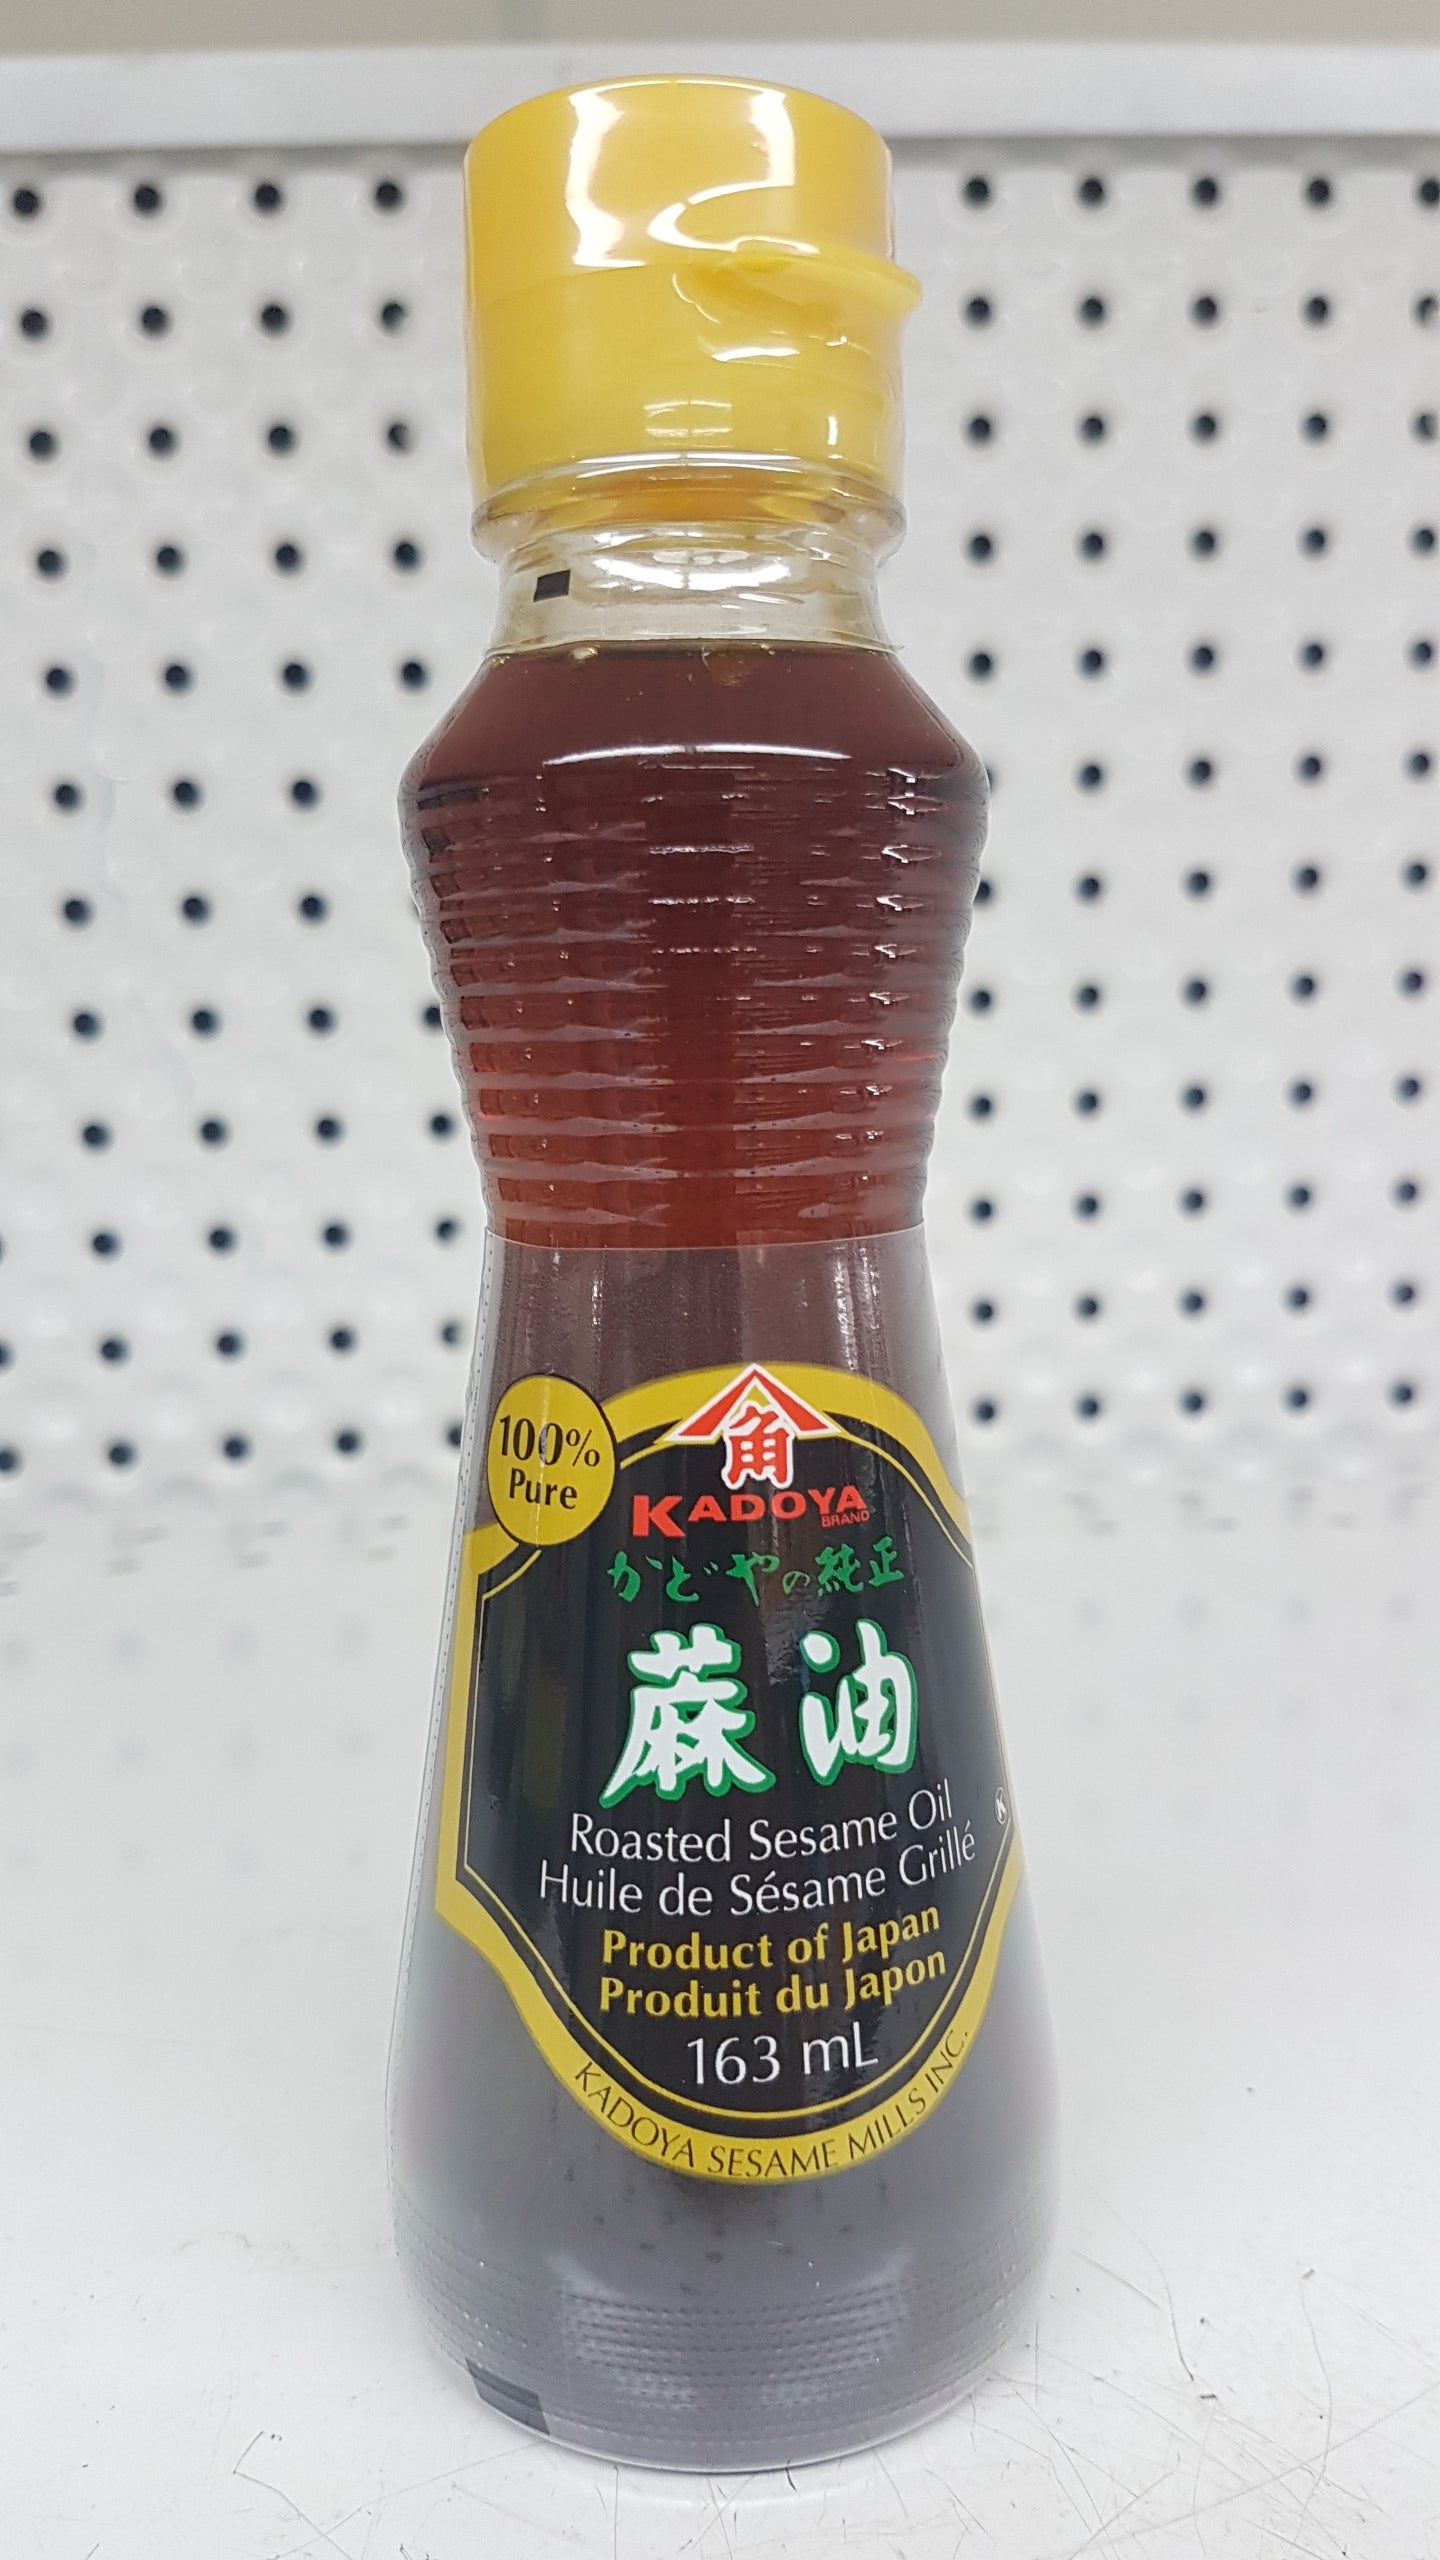 100%
Pure
角
KADOYA
BRAND
かどやの純正
蔴油
Roasted Sesame Oil
Huile de Sésame Grillé
K
Product of Japan
Produit du Japon
163 mL
KADOYA SESAME MILLS INC.